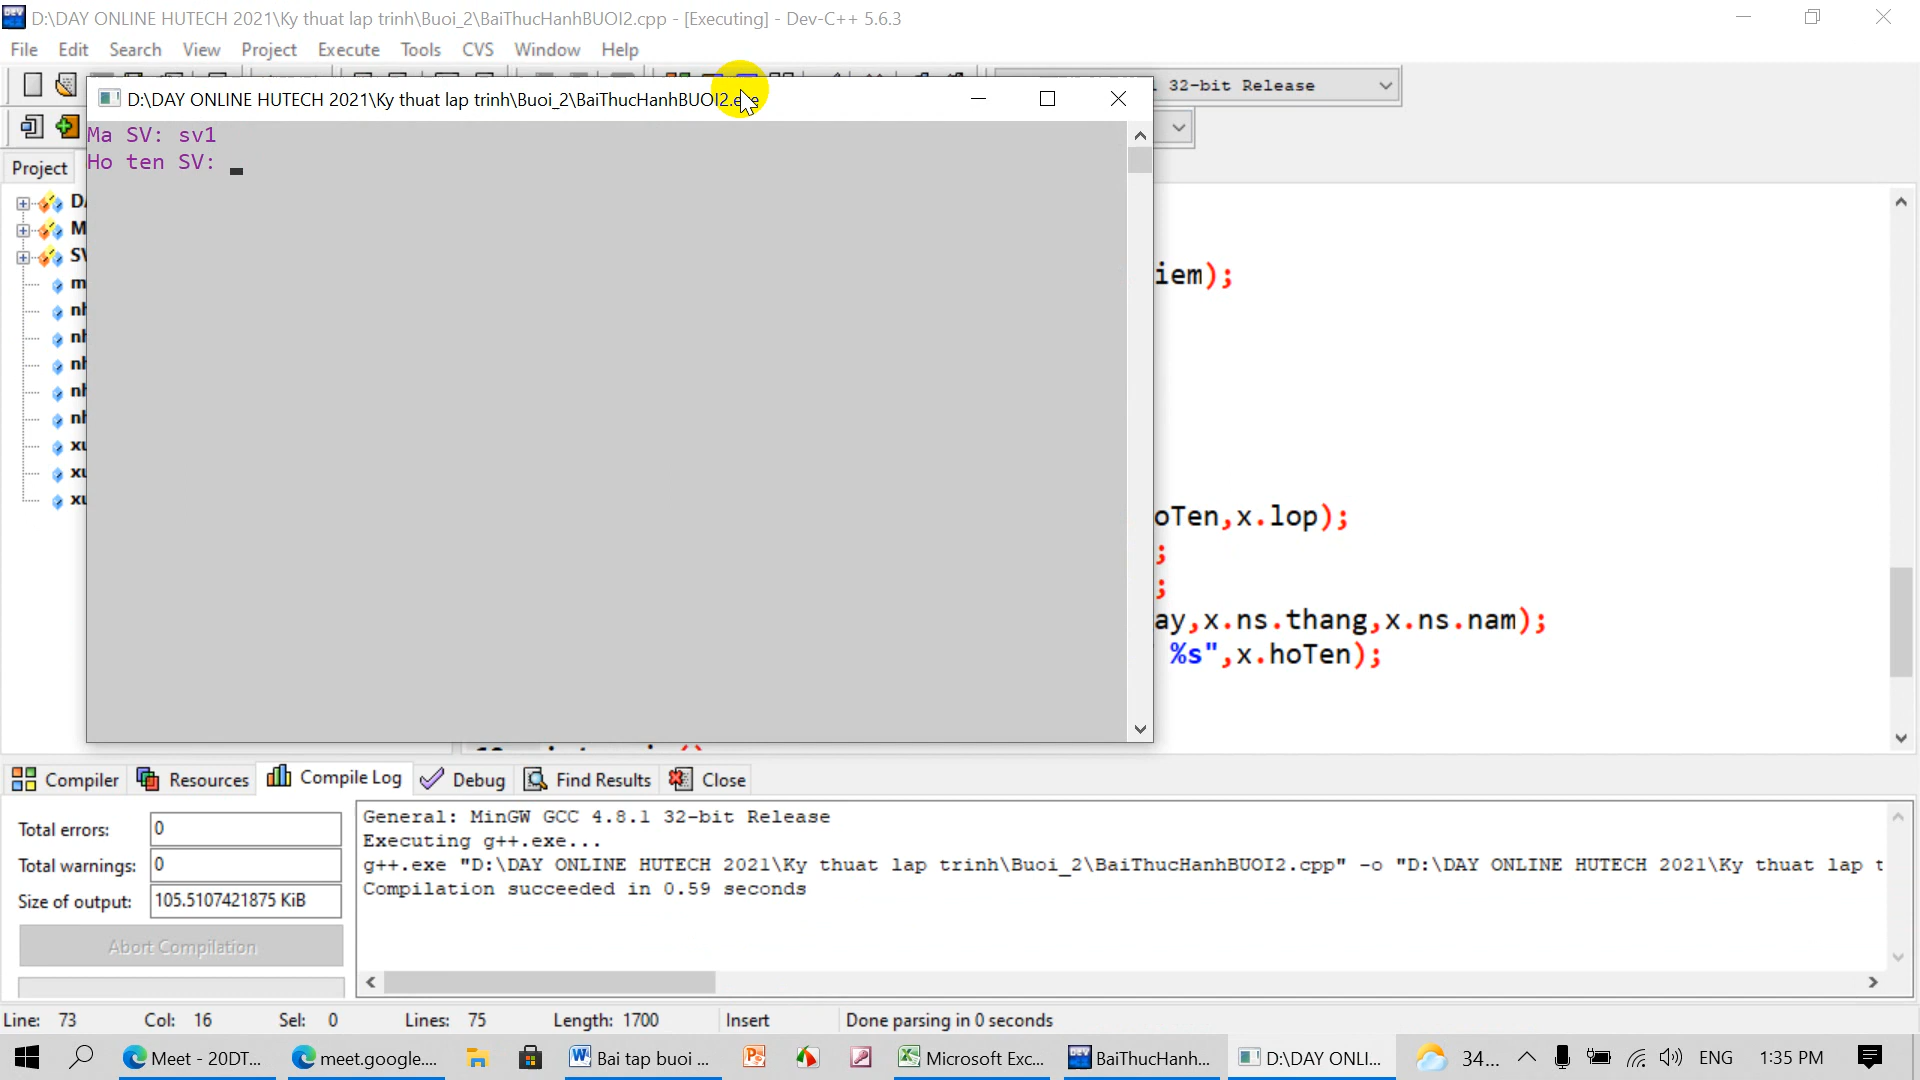 D:\DAY ONLINE HUTECH 2021\Ky thuat lap trinh\Buoi_2\BaiThucHanhBUOI2.cpp - [Executing] - Dev-C++ 5.6.3
File Edit Search View Project Execute Tools CVS Window Help
32-bit Release
D:\DAY ONLINE HUTECH 2021\Ky thuat lap trinh\Buoi_2\BaiThucHanhBUOI2.exe
Ma SV: sv1
Ho ten SV:
Project
iem);
oTen,x.lop);
;
;
ay,x.ns.thang,x.ns.nam);
%s",x.hoTen);
Compiler Resources Compile Log Debug Find Results Close
Total errors: 0
Total warnings: 0
Size of output: 105.5107421875 KiB
Abort Compilation
General: MinGW GCC 4.8.1 32-bit Release
Executing g++.exe...
g++.exe "D:\DAY ONLINE HUTECH 2021\Ky thuat lap trinh\Buoi_2\BaiThucHanhBUOI2.cpp" -o "D:\DAY ONLINE HUTECH 2021\Ky thuat lap t
Compilation succeeded in 0.59 seconds
Line: 73 Col: 16 Sel: 0 Lines: 75 Length: 1700 Insert Done parsing in 0 seconds
Meet - 20DT... meet.google.... Bai tap buoi ... Microsoft Exc... BaiThucHanh... D:\DAY ONLI... 34... ENG 1:35 PM